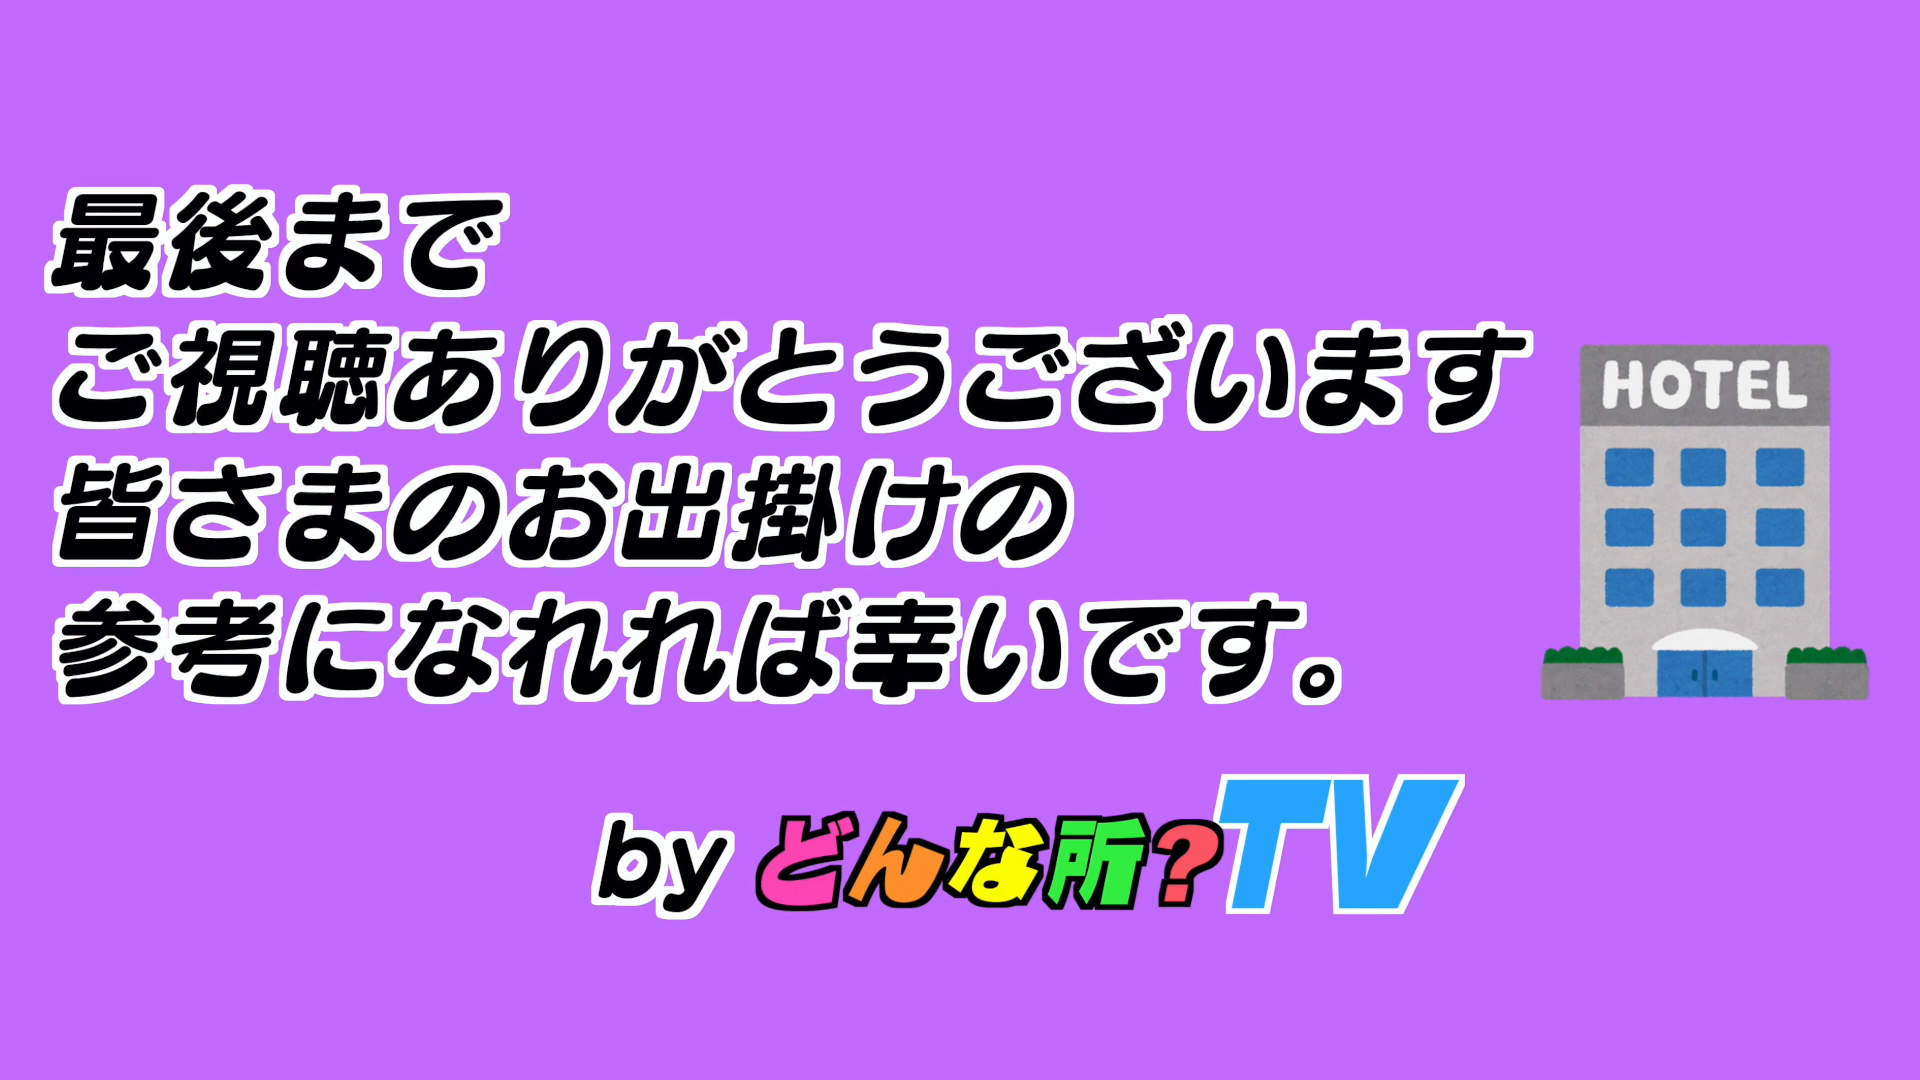 最後まで
ご視聴ありがとうございます
皆さまのお出掛けの
参考になれれば幸いです。
HOTEL
by どんな所?TV